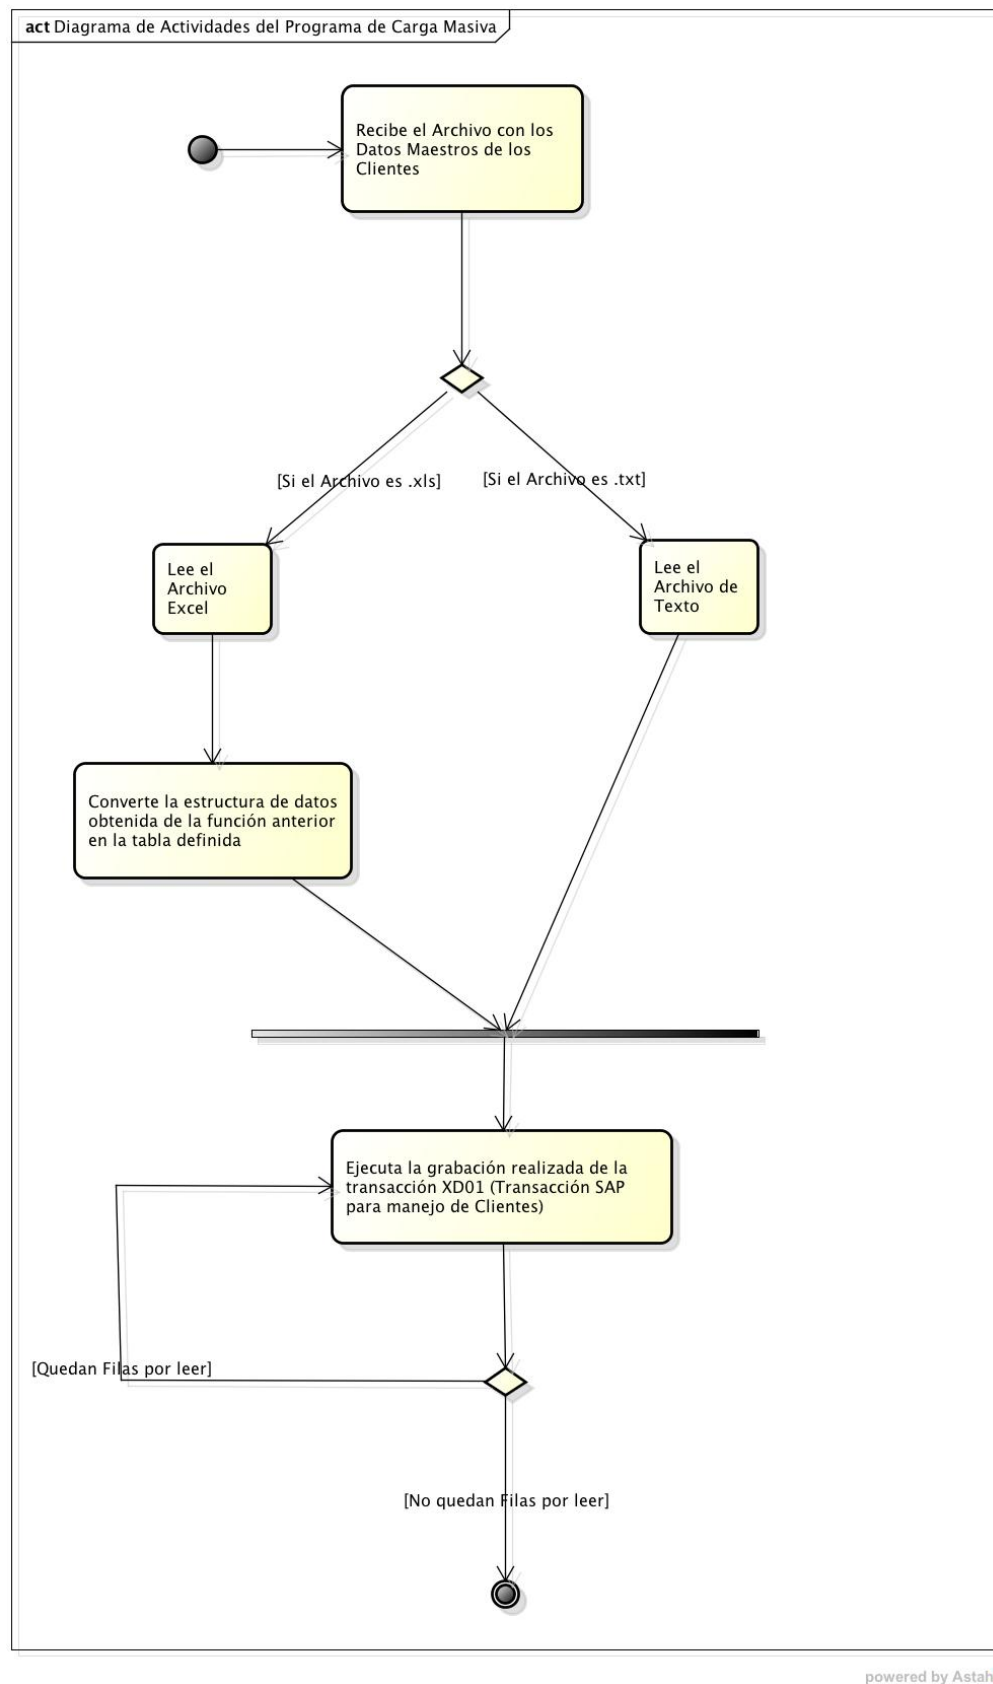 act Diagrama de Actividades del Programa de Carga Masiva
Recibe el Archivo con los
Datos Maestros de los
Clientes
[Si el Archivo es .xls]
[Si el Archivo es .txt]
Lee el
Archivo
Excel
Lee el
Archivo de
Texto
Converte la estructura de datos
obtenida de la función anterior
en la tabla definida
Ejecuta la grabación realizada de la
transacción XD01 (Transacción SAP
para manejo de Clientes)
[Quedan Filas por leer]
[No quedan Filas por leer]
powered by Astah